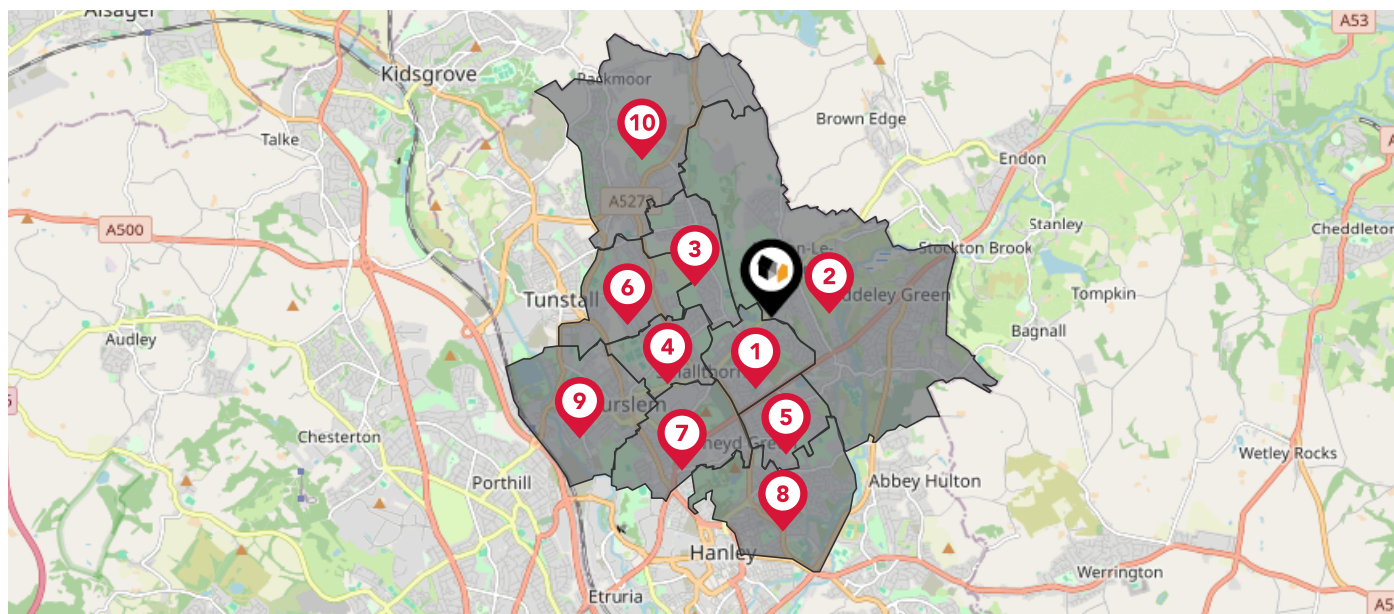 Alsager
A53
Kidsgrove
Packmoor
Brown Edge
10
Talke
Endon
A527
Stanley
A500
Cheddleton
3
Stockton Brook
2
6
Tunstall
Tompkin
Bagnall
Audley
4
1
9
5
7
Chesterton
Wetley Rocks
Porthill
Abbey Hulton
8
Hanley
Werrington
Etruria